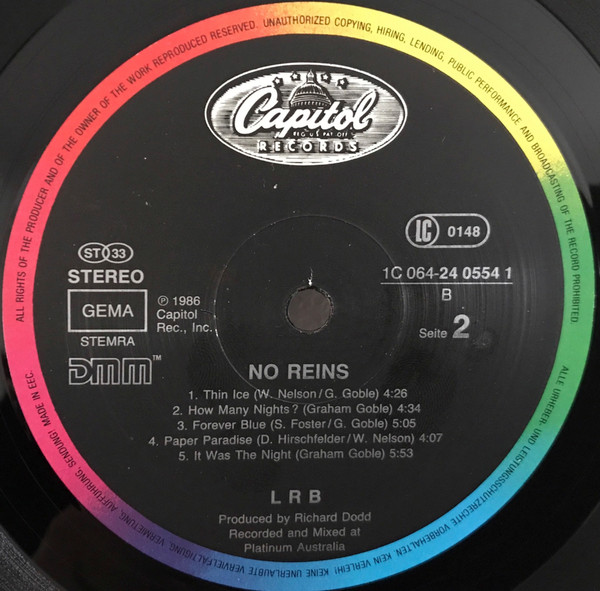 ALL RIGHTS OF THE PRODUCER AND OF THE OWNER OF THE WORK REPRODUCED RESERVED. UNAUTHORIZED COPYING, HIRING, LENDING, PUBLIC PERFORMANCE AND BROADCASTING OF THE RECORD PROHIBITED.
Capitol
REG. U.S. PAT. OFF.
RECORDS
ST 33
STEREO
GEMA
STEMRA
DMM™
℗ 1986
Capitol
Rec., Inc.
LC 0148
1C 064-24 0554 1
B
Seite 2
NO REINS
1. Thin Ice (W. Nelson/G. Goble) 4:26
2. How Many Nights? (Graham Goble) 4:34
3. Forever Blue (S. Foster/G. Goble) 5:05
4. Paper Paradise (D. Hirschfelder/W. Nelson) 4:07
5. It Was The Night (Graham Goble) 5:53
L R B
Produced by Richard Dodd
Recorded and Mixed at
Platinum Australia
ALLE URHEBER- UND LEISTUNGSSCHUTZRECHTE VORBEHALTEN. KEIN VERLEIH! KEINE UNERLAUBTE VERVIELFÄLTIGUNG, VERMIETUNG, AUFFÜHRUNG, SENDUNG! MADE IN EEC.